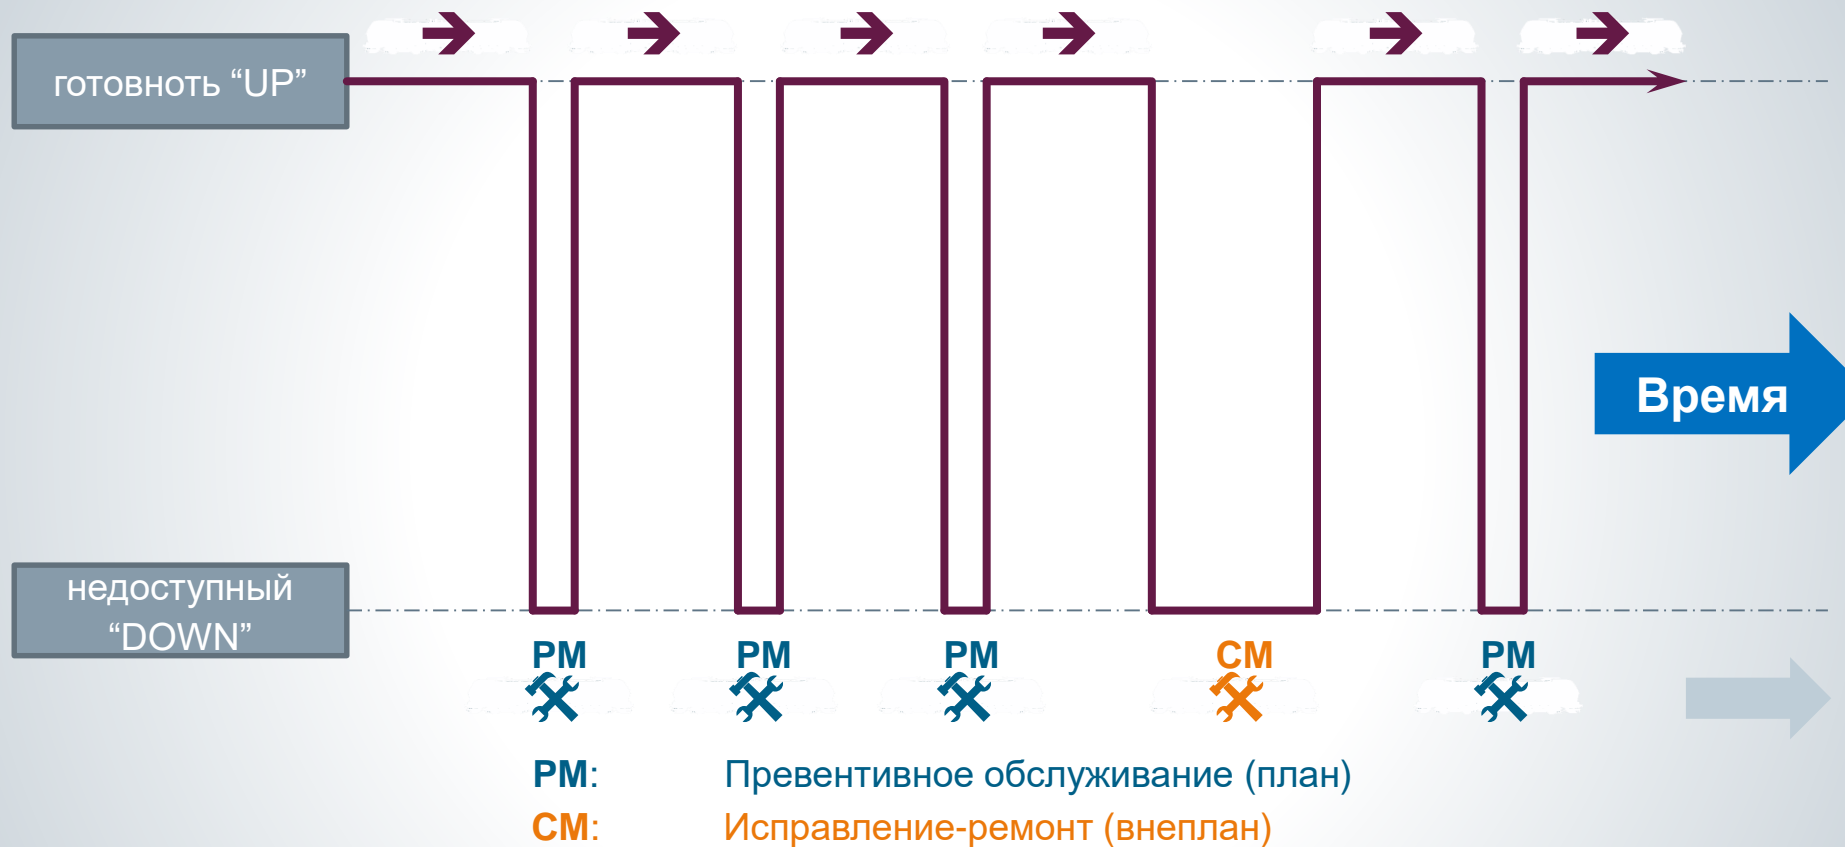 готовноть “UP”
Время
недоступный
“DOWN”
PM PM PM CM PM
PM: Превентивное обслуживание (план)
CM: Исправление-ремонт (внеплан)